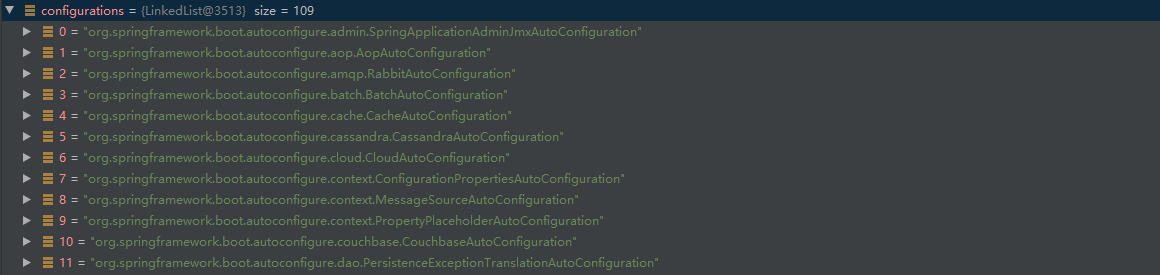 configurations = {LinkedList@3513} size = 109
0 = "org.springframework.boot.autoconfigure.admin.SpringApplicationAdminJmxAutoConfiguration"
1 = "org.springframework.boot.autoconfigure.aop.AopAutoConfiguration"
2 = "org.springframework.boot.autoconfigure.amqp.RabbitAutoConfiguration"
3 = "org.springframework.boot.autoconfigure.batch.BatchAutoConfiguration"
4 = "org.springframework.boot.autoconfigure.cache.CacheAutoConfiguration"
5 = "org.springframework.boot.autoconfigure.cassandra.CassandraAutoConfiguration"
6 = "org.springframework.boot.autoconfigure.cloud.CloudAutoConfiguration"
7 = "org.springframework.boot.autoconfigure.context.ConfigurationPropertiesAutoConfiguration"
8 = "org.springframework.boot.autoconfigure.context.MessageSourceAutoConfiguration"
9 = "org.springframework.boot.autoconfigure.context.PropertyPlaceholderAutoConfiguration"
10 = "org.springframework.boot.autoconfigure.couchbase.CouchbaseAutoConfiguration"
11 = "org.springframework.boot.autoconfigure.dao.PersistenceExceptionTranslationAutoConfiguration"